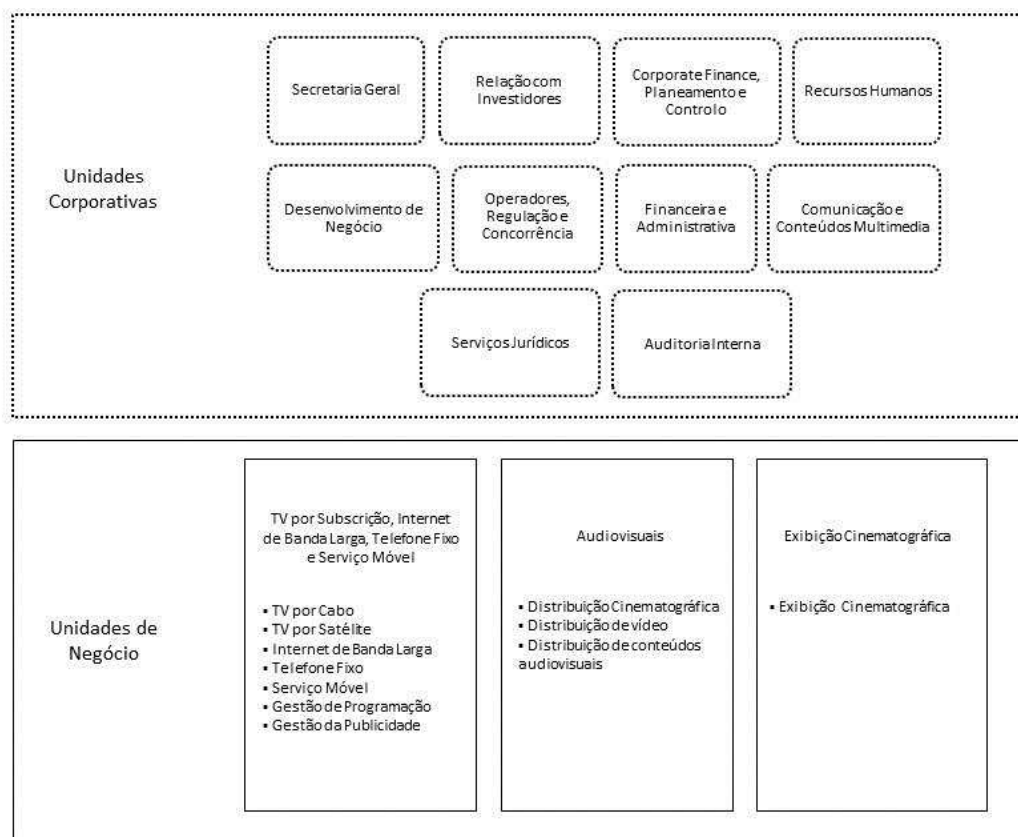 Unidades
Corporativas
Secretaria Geral
Relação com
Investidores
Corporate Finance,
Planeamento e
Controlo
Recursos Humanos
Desenvolvimento de
Negócio
Operadores,
Regulação e
Concorrência
Financeira e
Administrativa
Comunicação e
Conteúdos Multimedia
Serviços Jurídicos
Auditoria Interna
Unidades de
Negócio
TV por Subscrição, Internet
de Banda Larga, Telefone Fixo
e Serviço Móvel
▪ TV por Cabo
▪ TV por Satélite
▪ Internet de Banda Larga
▪ Telefone Fixo
▪ Serviço Móvel
▪ Gestão de Programação
▪ Gestão da Publicidade
Audiovisuais
▪ Distribuição Cinematográfica
▪ Distribuição de vídeo
▪ Distribuição de conteúdos
audiovisuais
Exibição Cinematográfica
▪ Exibição Cinematográfica